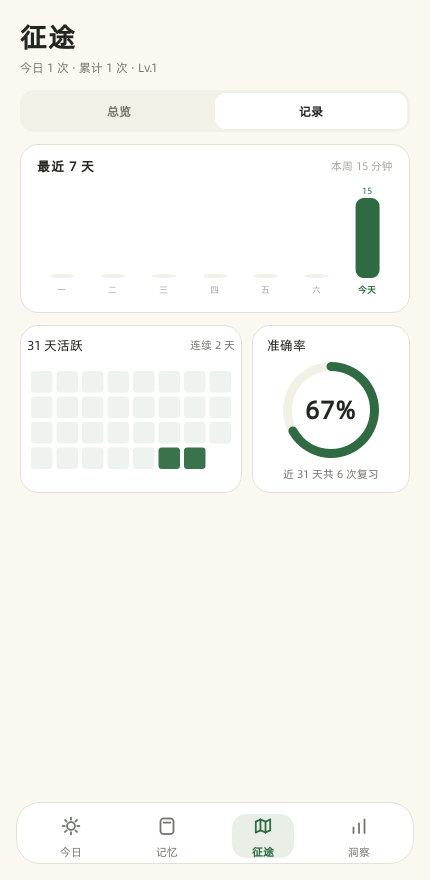 征途
今日 1 次 · 累计 1 次 · Lv.1
总览
记录
最近 7 天
本周 15 分钟
15
一 二 三 四 五 六 今天
31 天活跃
连续 2 天
准确率
67%
近 31 天共 6 次复习
今日
记忆
征途
洞察